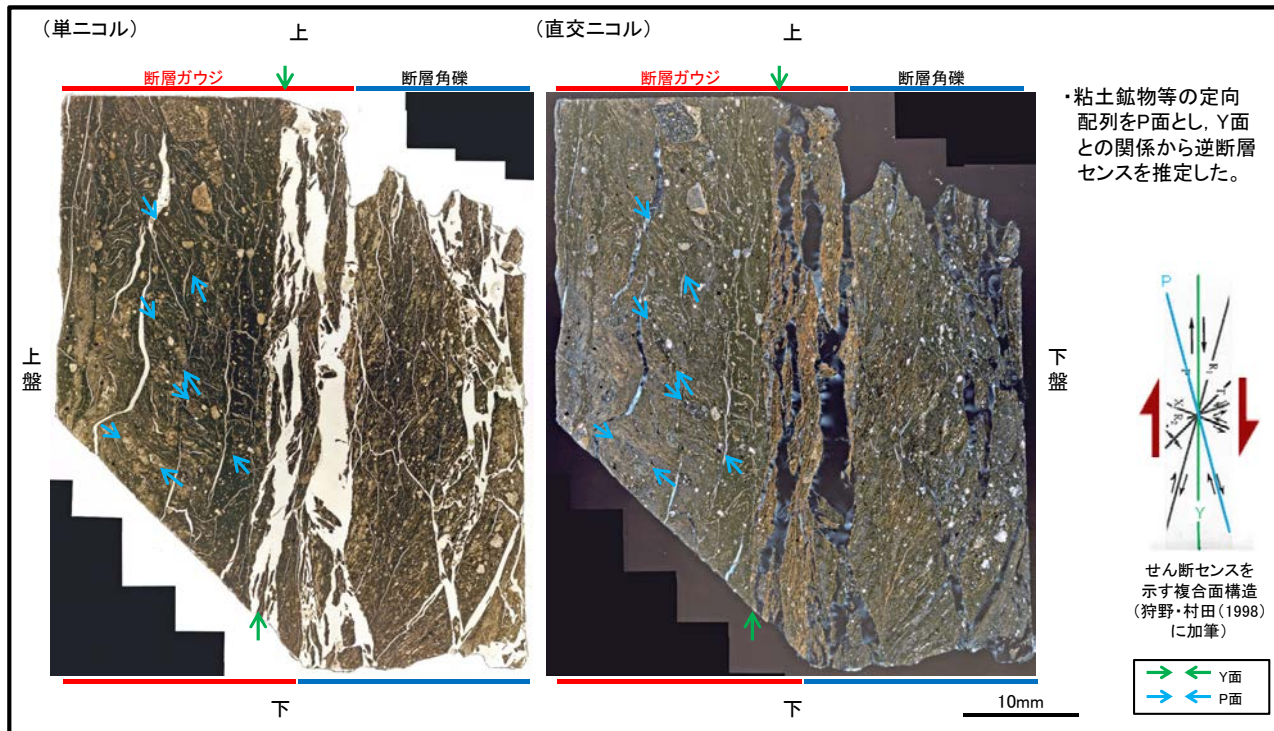 (単ニコル)
上
(直交ニコル)
上
断層ガウジ
断層角礫
断層ガウジ
断層角礫
・粘土鉱物等の定向
配列をP面とし，Y面
との関係から逆断層
センスを推定した。
上盤
下盤
P
R₁
P
T
X
R₂
Y
せん断センスを
示す複合面構造
(狩野・村田(1998)
に加筆)
Y面
P面
下
下
10mm